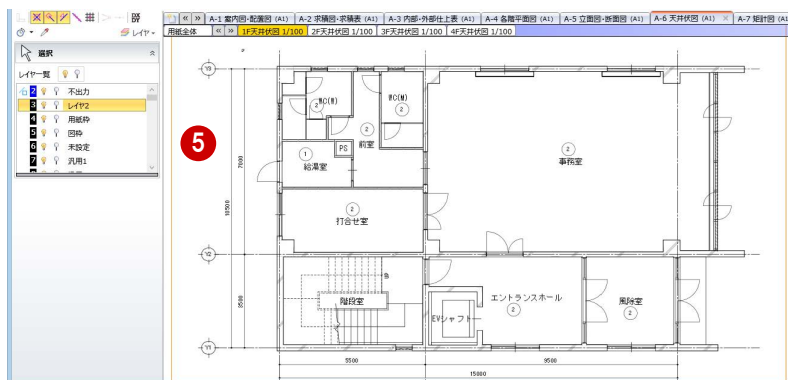 « » A-1 案内図・配置図 (A1) A-2 求積図・求積表 (A1) A-3 内部・外部仕上表 (A1) A-4 各階平面図 (A1) A-5 立面図・断面図 (A1) A-6 天井伏図 (A1) × A-7 矩計図 (A1)
レイヤ
用紙全体 « » 1F天井伏図 1/100 2F天井伏図 1/100 3F天井伏図 1/100 4F天井伏図 1/100
選択
レイヤ一覧
2 不出力
3 レイヤ2
4 用紙枠
5 図枠
6 未設定
7 汎用1
5
Y3
WC(W)
2
WC(M)
2
2
前室
PS
1
給湯室
2
事務室
7000
10500
2
打合せ室
Y2
3500
階段室
EVシャフト
エントランスホール
2
風除室
2
Y1
5500
9500
15000